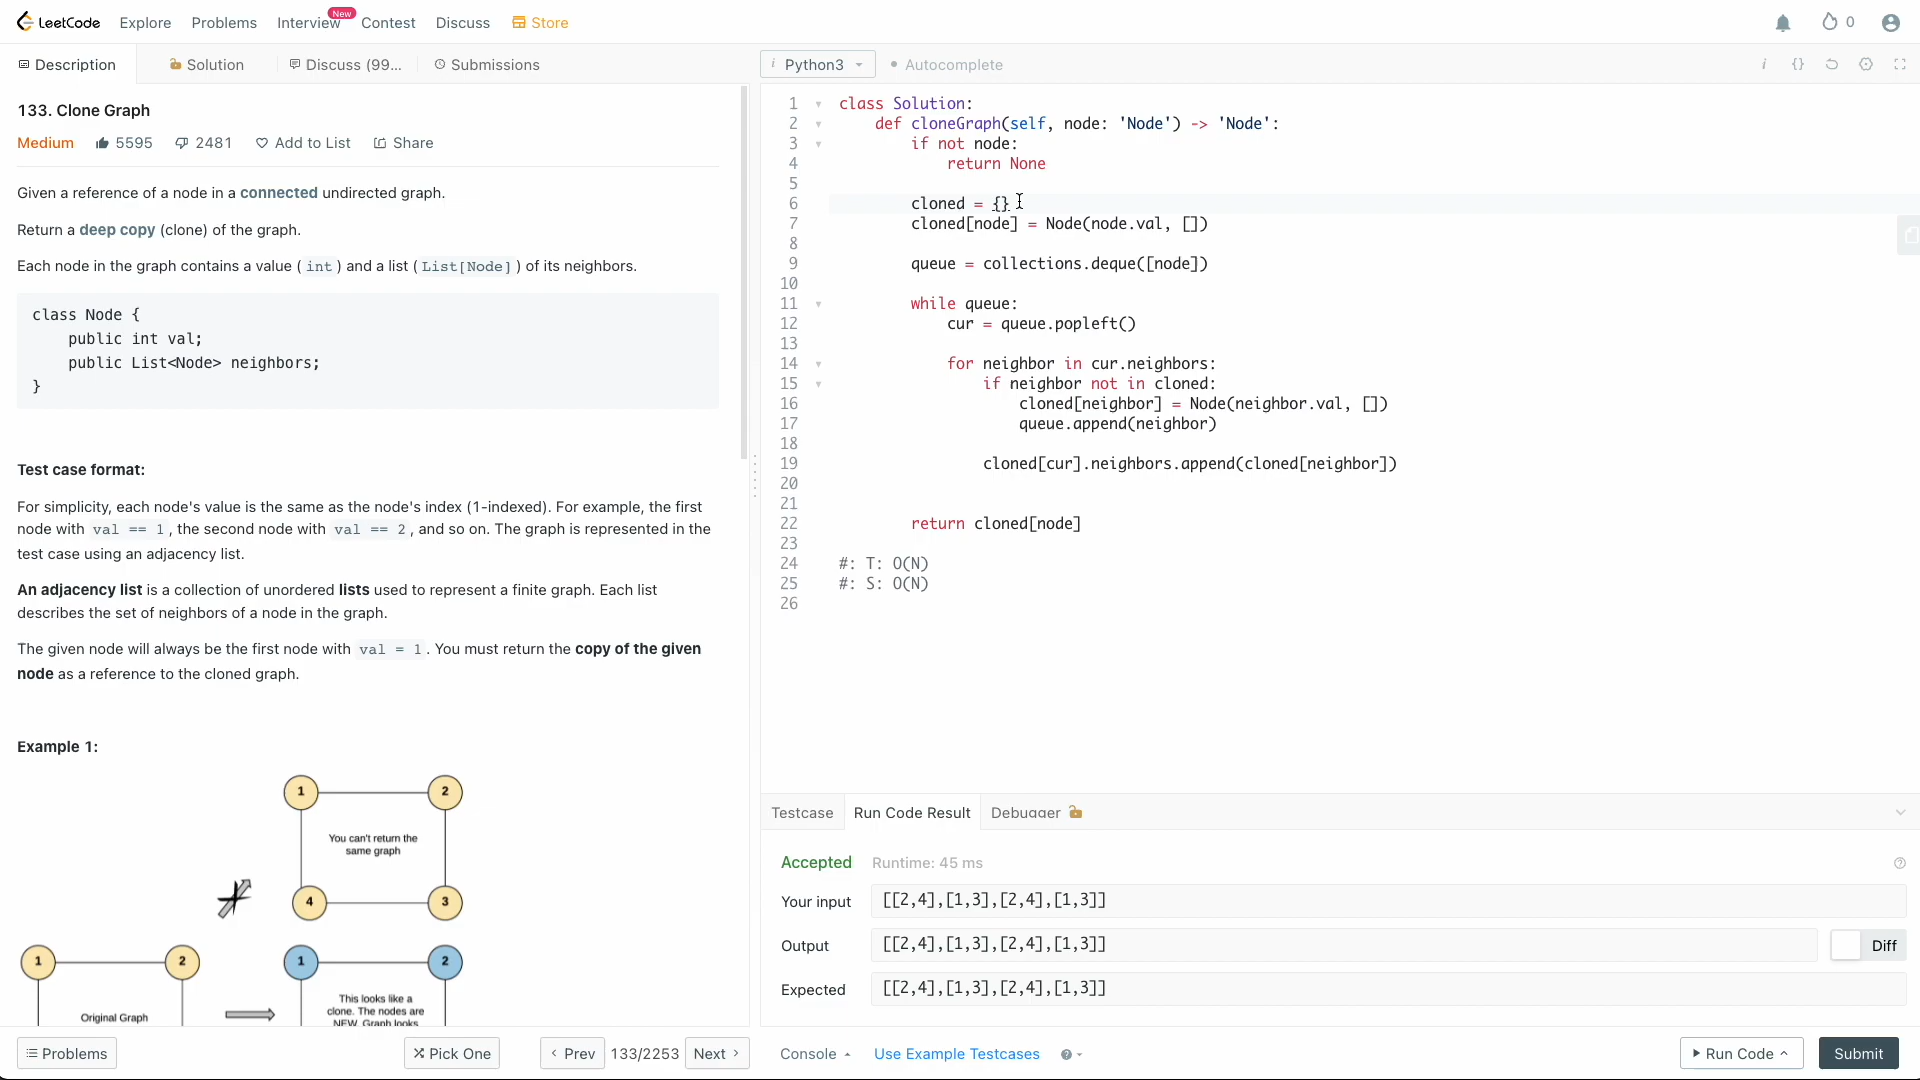 LeetCode
Explore
Problems
Interview
New
Contest
Discuss
Store
0
Description
Solution
Discuss (99...
Submissions
i Python3
Autocomplete
i {}
133. Clone Graph
Medium 5595 2481 Add to List Share
Given a reference of a node in a connected undirected graph.
Return a deep copy (clone) of the graph.
Each node in the graph contains a value (int) and a list (List[Node]) of its neighbors.
class Node {
    public int val;
    public List<Node> neighbors;
}
Test case format:
For simplicity, each node's value is the same as the node's index (1-indexed). For example, the first
node with val == 1, the second node with val == 2, and so on. The graph is represented in the
test case using an adjacency list.
An adjacency list is a collection of unordered lists used to represent a finite graph. Each list
describes the set of neighbors of a node in the graph.
The given node will always be the first node with val = 1. You must return the copy of the given
node as a reference to the cloned graph.
Example 1:
1
2
You can't return the
same graph
4
3
1
2
1
2
Original Graph
This looks like a
clone. The nodes are
NEW. Graph looks
1 class Solution:
2     def cloneGraph(self, node: 'Node') -> 'Node':
3         if not node:
4             return None
5
6         cloned = {}
7         cloned[node] = Node(node.val, [])
8
9         queue = collections.deque([node])
10
11         while queue:
12             cur = queue.popleft()
13
14             for neighbor in cur.neighbors:
15                 if neighbor not in cloned:
16                     cloned[neighbor] = Node(neighbor.val, [])
17                     queue.append(neighbor)
18
19                 cloned[cur].neighbors.append(cloned[neighbor])
20
21
22         return cloned[node]
23
24 #: T: O(N)
25 #: S: O(N)
26
Testcase
Run Code Result
Debugger
Accepted Runtime: 45 ms
?
Your input [[2,4],[1,3],[2,4],[1,3]]
Output [[2,4],[1,3],[2,4],[1,3]]
Diff
Expected [[2,4],[1,3],[2,4],[1,3]]
Problems
Pick One
Prev
133/2253
Next
Console
Use Example Testcases
?
Run Code
Submit